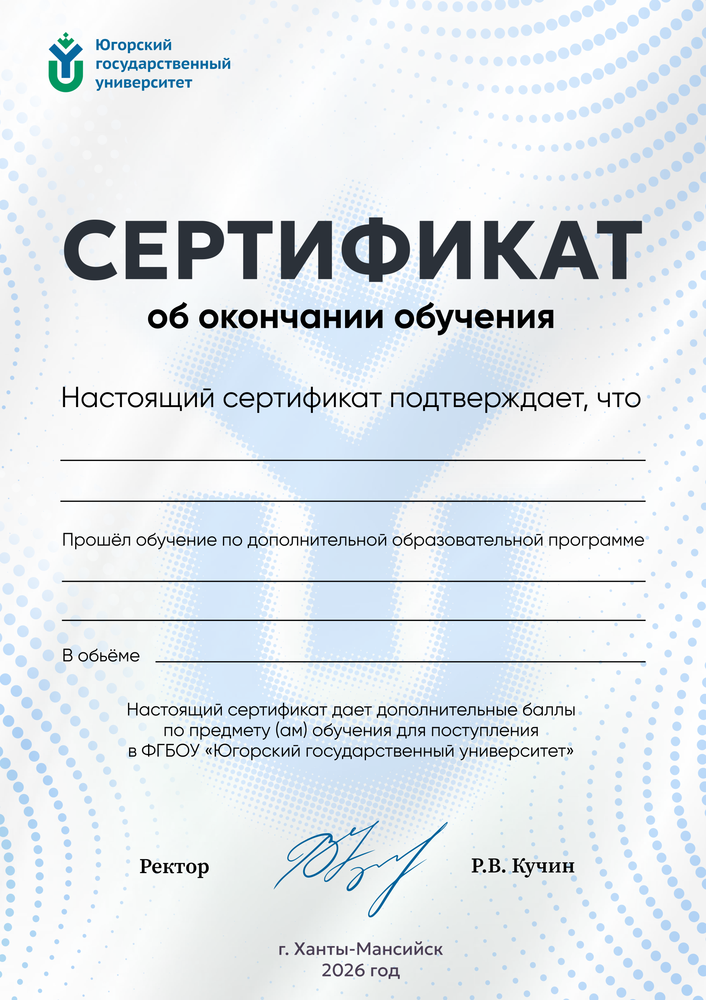 Югорский
государственный
университет
СЕРТИФИКАТ
об окончании обучения
Настоящий сертификат подтверждает, что
Прошёл обучение по дополнительной образовательной программе
В обьёме
Настоящий сертификат дает дополнительные баллы
по предмету (ам) обучения для поступления
в ФГБОУ «Югорский государственный университет»
Ректор
Р.В. Кучин
г. Ханты-Мансийск
2026 год